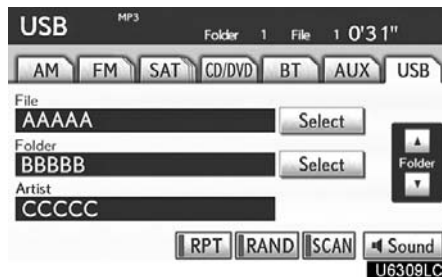 USB MP3 Folder 1 File 1 0'31"
AM FM SAT CD/DVD BT AUX USB
File
AAAAA Select
Folder
BBBBB Select Folder
Artist
CCCCC
RPT RAND SCAN Sound
U6309LC